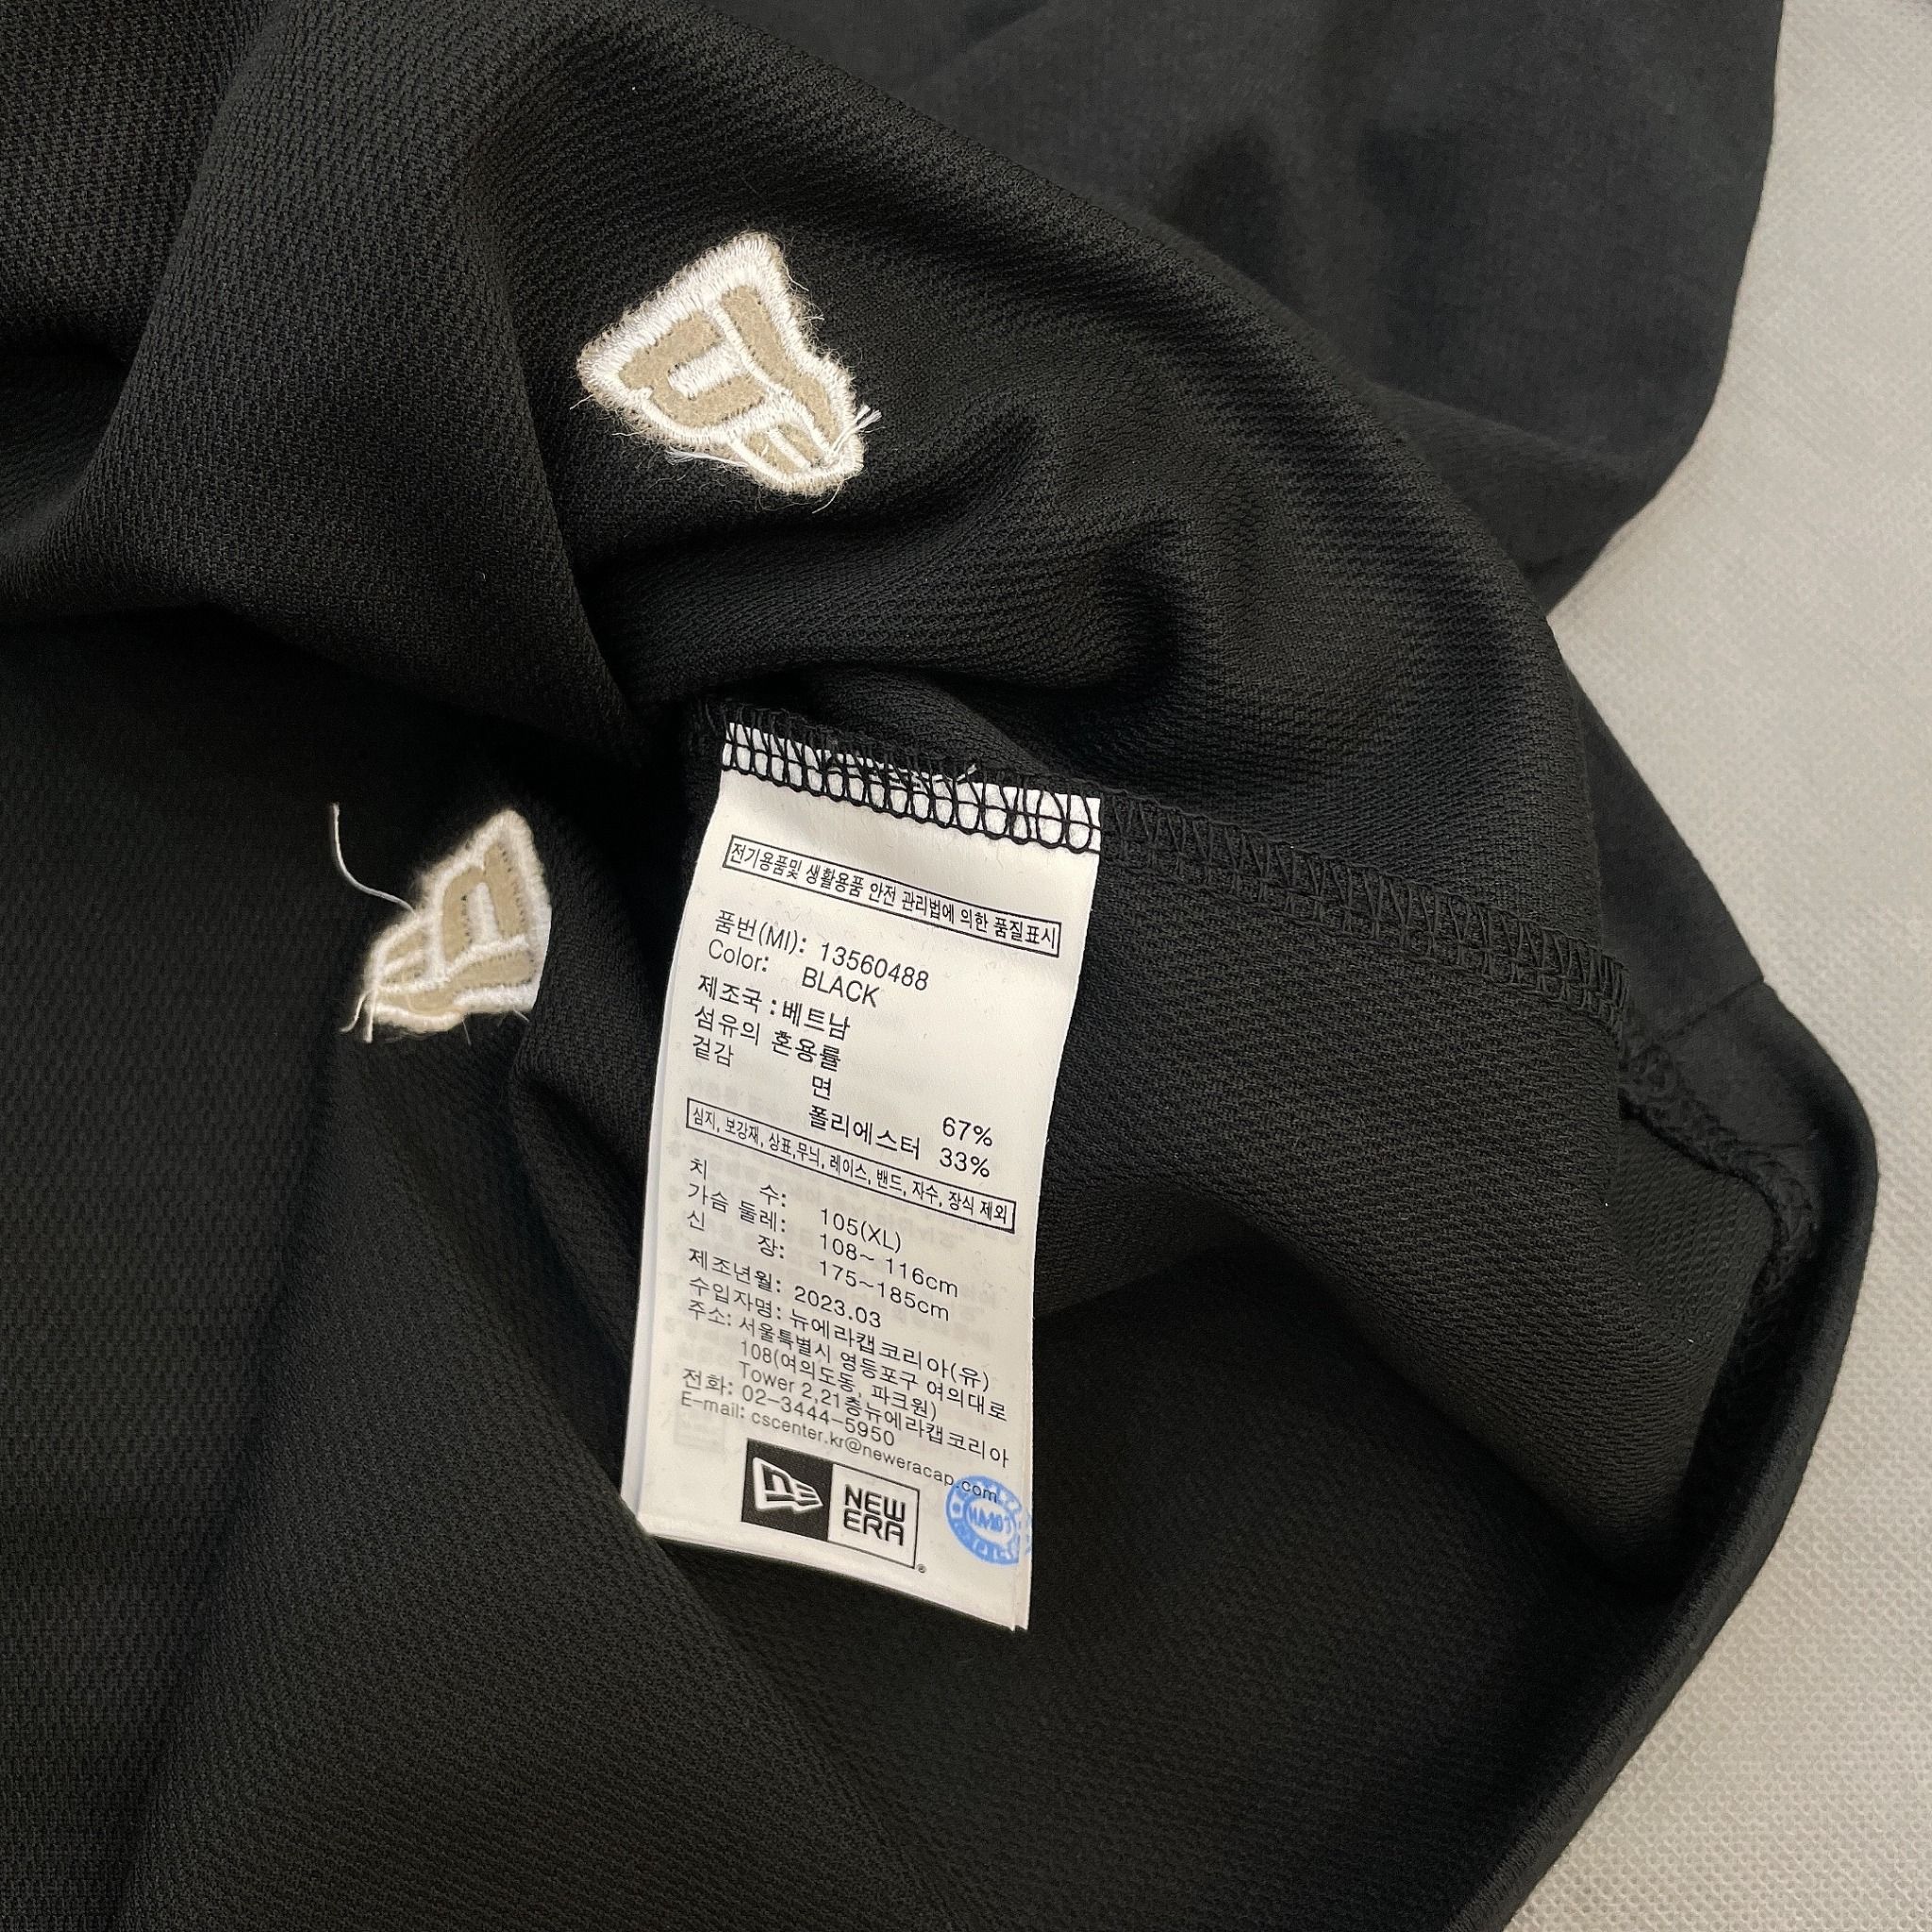 전기용품및 생활용품 안전 관리법에 의한 품질표시
품번(MI): 13560488
Color: BLACK
제조국 : 베트남
섬유의 혼용률
겉감
면 67%
폴리에스터 33%
심지, 보강재, 상표,무늬, 레이스, 밴드, 자수, 장식 제외
치 수: 105(XL)
가슴 둘레: 108~ 116cm
신 장: 175~185cm
제조년월: 2023.03
수입자명: 뉴에라캡코리아(유)
주소: 서울특별시 영등포구 여의대로
108(여의도동, 파크원)
Tower 2,21층뉴에라캡코리아
전화: 02-3444-5950
E-mail: cscenter.kr@neweracap.com
NEW
ERA